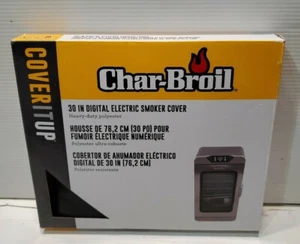 COVER IT UP
Char-Broil
30 IN DIGITAL ELECTRIC SMOKER COVER
Heavy-duty polyester
HOUSSE DE 76,2 CM (30 PO) POUR
FUMOIR ÉLECTRIQUE NUMÉRIQUE
Polyester ultra-robuste
COBERTOR DE AHUMADOR ELÉCTRICO
DIGITAL DE 30 IN (76,2 CM)
Poliéster resistente